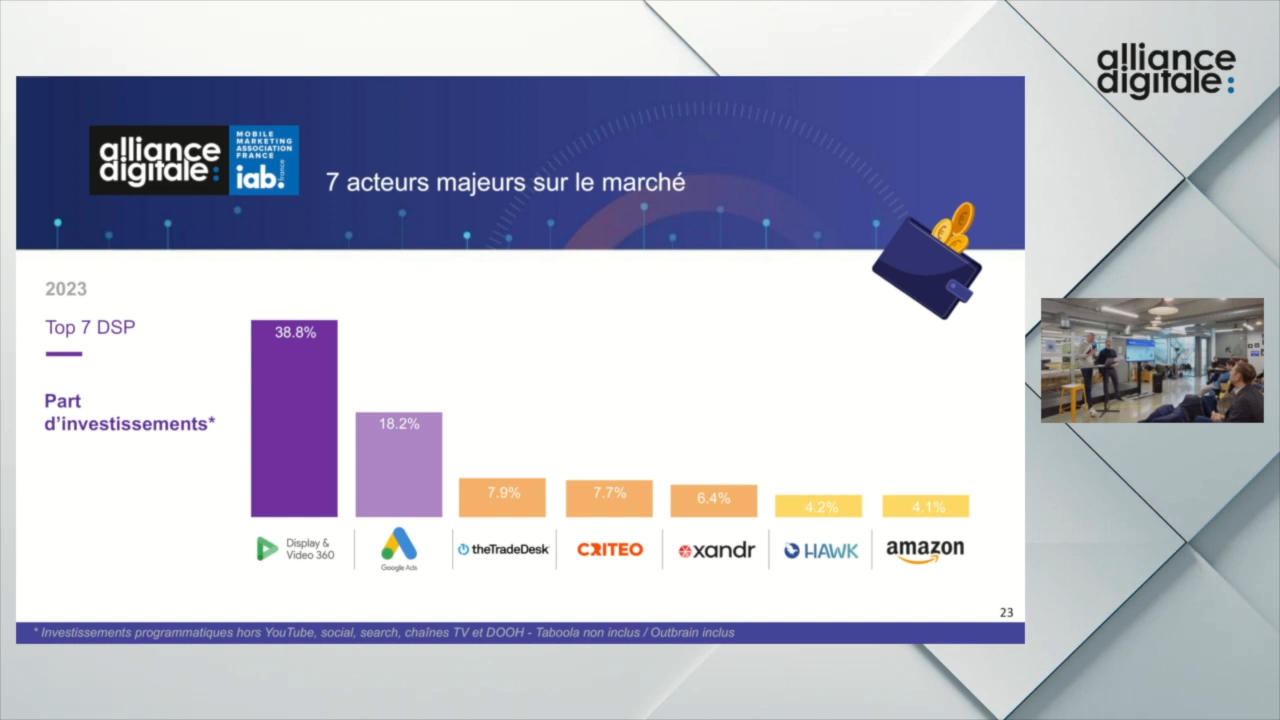 alliance
digitale:
alliance
digitale:
MOBILE
MARKETING
ASSOCIATION
FRANCE
iab.
france
7 acteurs majeurs sur le marché
2023
Top 7 DSP
Part
d'investissements*
38.8%
18.2%
7.9%
7.7%
6.4%
4.2%
4.1%
Display &
Video 360
Google Ads
theTradeDesk
CRITEO
xandr
HAWK
amazon
23
* Investissements programmatiques hors YouTube, social, search, chaînes TV et DOOH - Taboola non inclus / Outbrain inclus